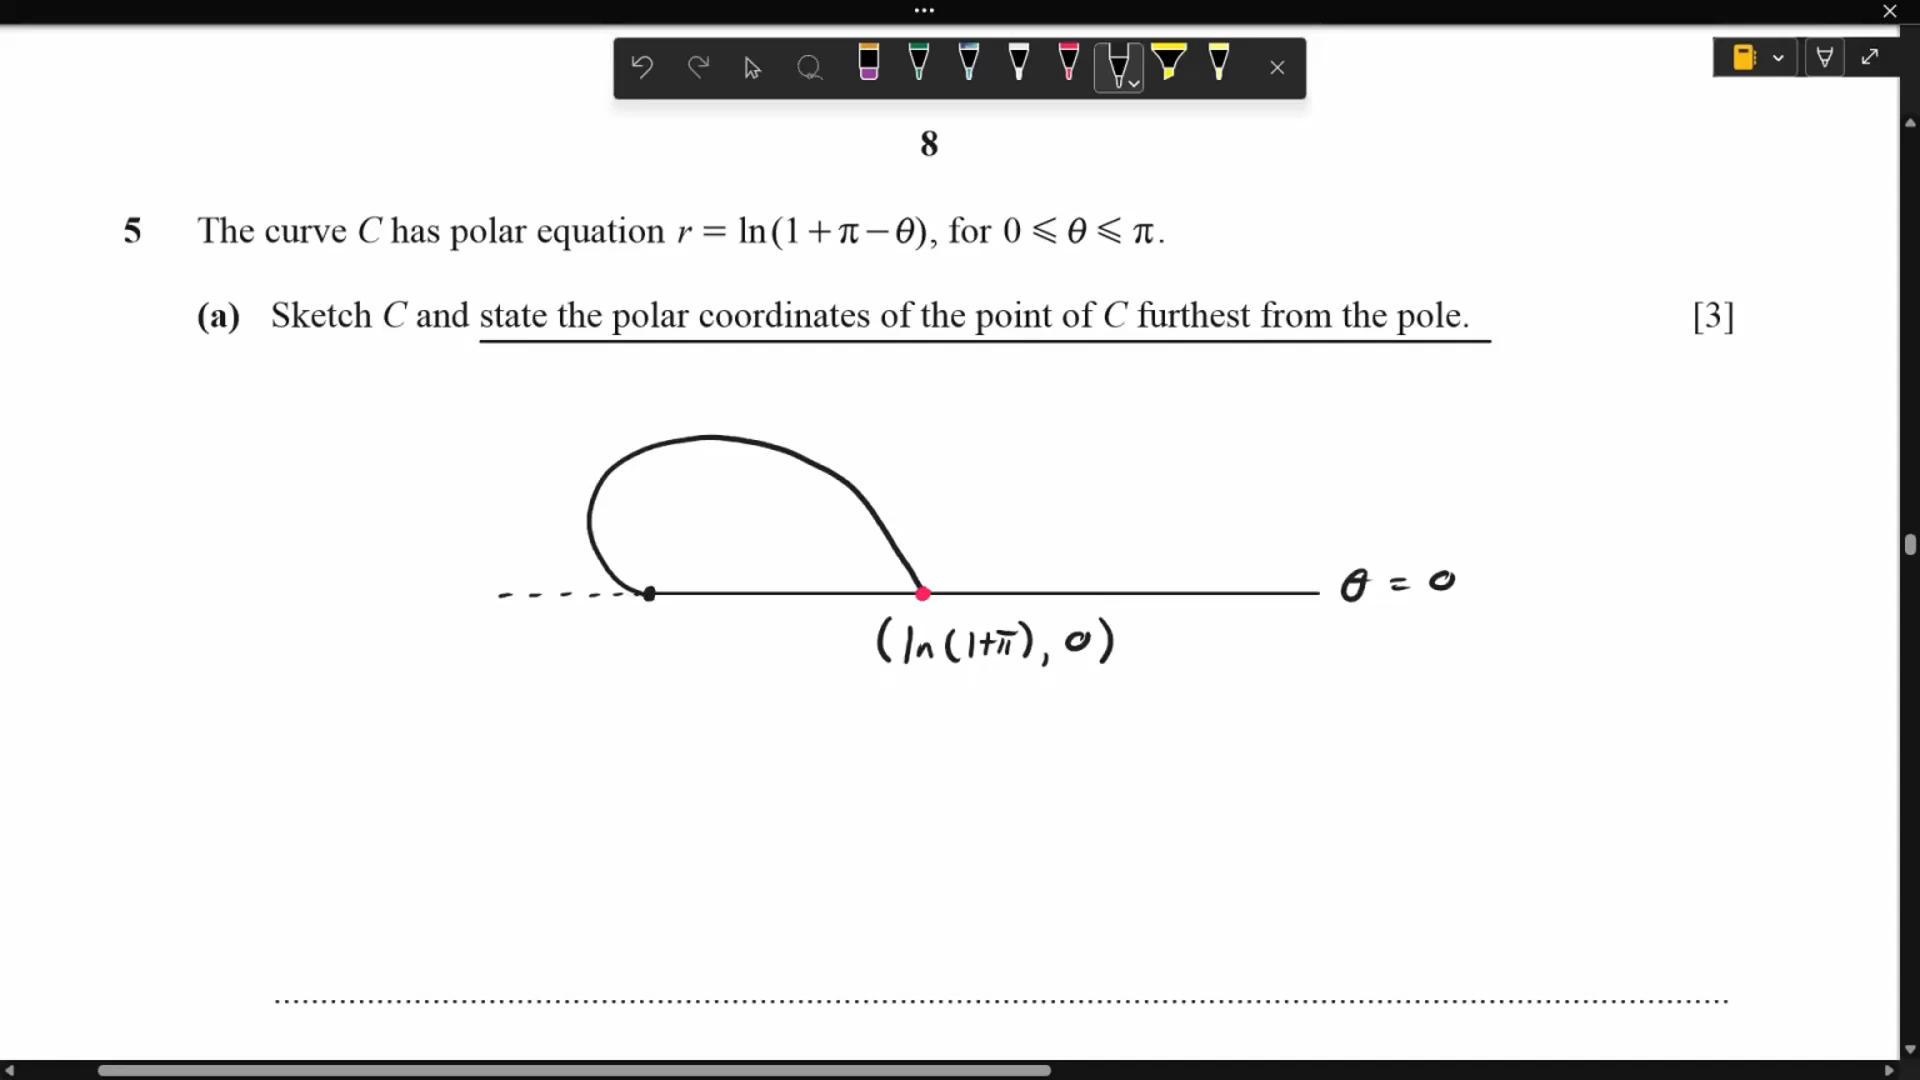 8
5 The curve C has polar equation r = ln(1 + π − θ), for 0 ⩽ θ ⩽ π.
(a) Sketch C and state the polar coordinates of the point of C furthest from the pole. [3]
θ = 0
(ln(1+π), 0)